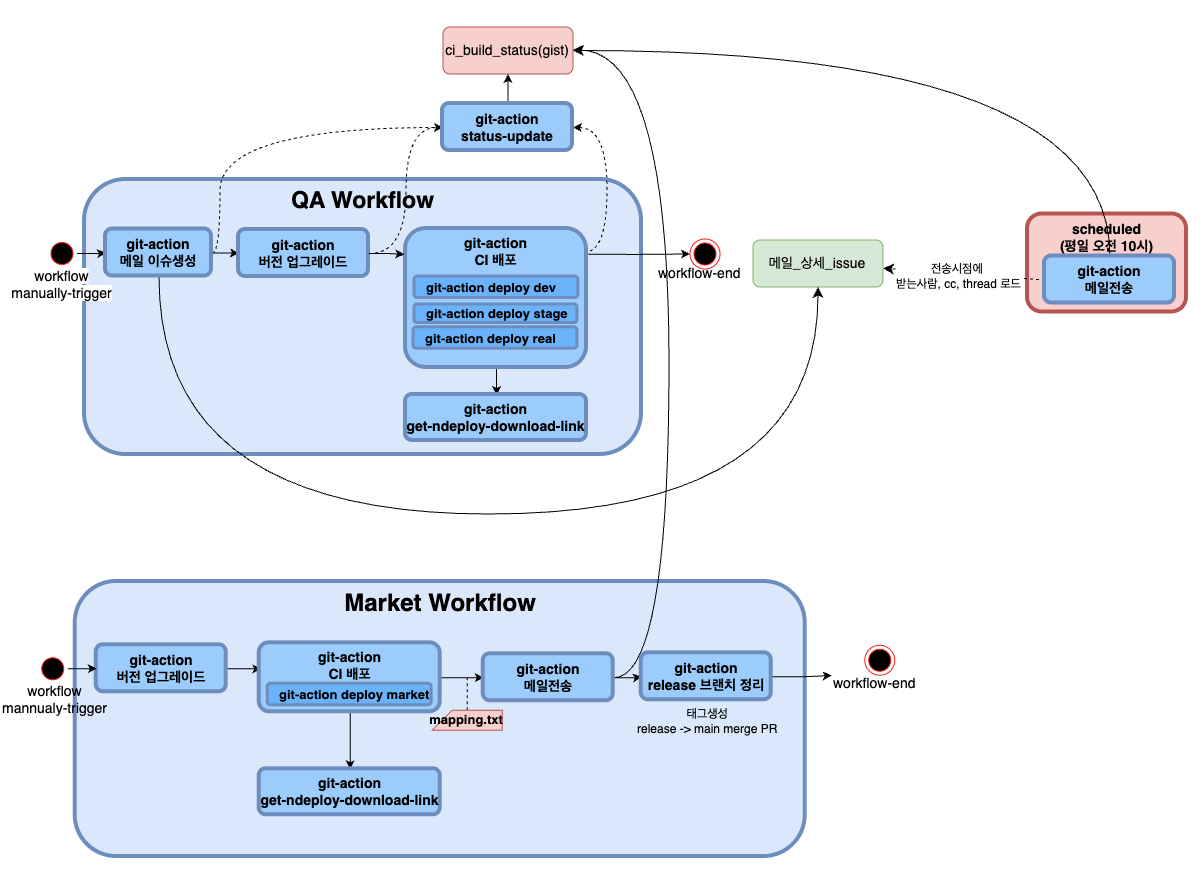 ci_build_status(gist)
git-action
status-update
QA Workflow
workflow
manually-trigger
git-action
메일 이슈생성
git-action
버전 업그레이드
git-action
CI 배포
git-action deploy dev
git-action deploy stage
git-action deploy real
git-action
get-ndeploy-download-link
workflow-end
메일_상세_issue
전송시점에
받는사람, cc, thread 로드
scheduled
(평일 오전 10시)
git-action
메일전송
Market Workflow
workflow
mannualy-trigger
git-action
버전 업그레이드
git-action
CI 배포
git-action deploy market
git-action
get-ndeploy-download-link
mapping.txt
git-action
메일전송
git-action
release 브랜치 정리
태그생성
release -> main merge PR
workflow-end